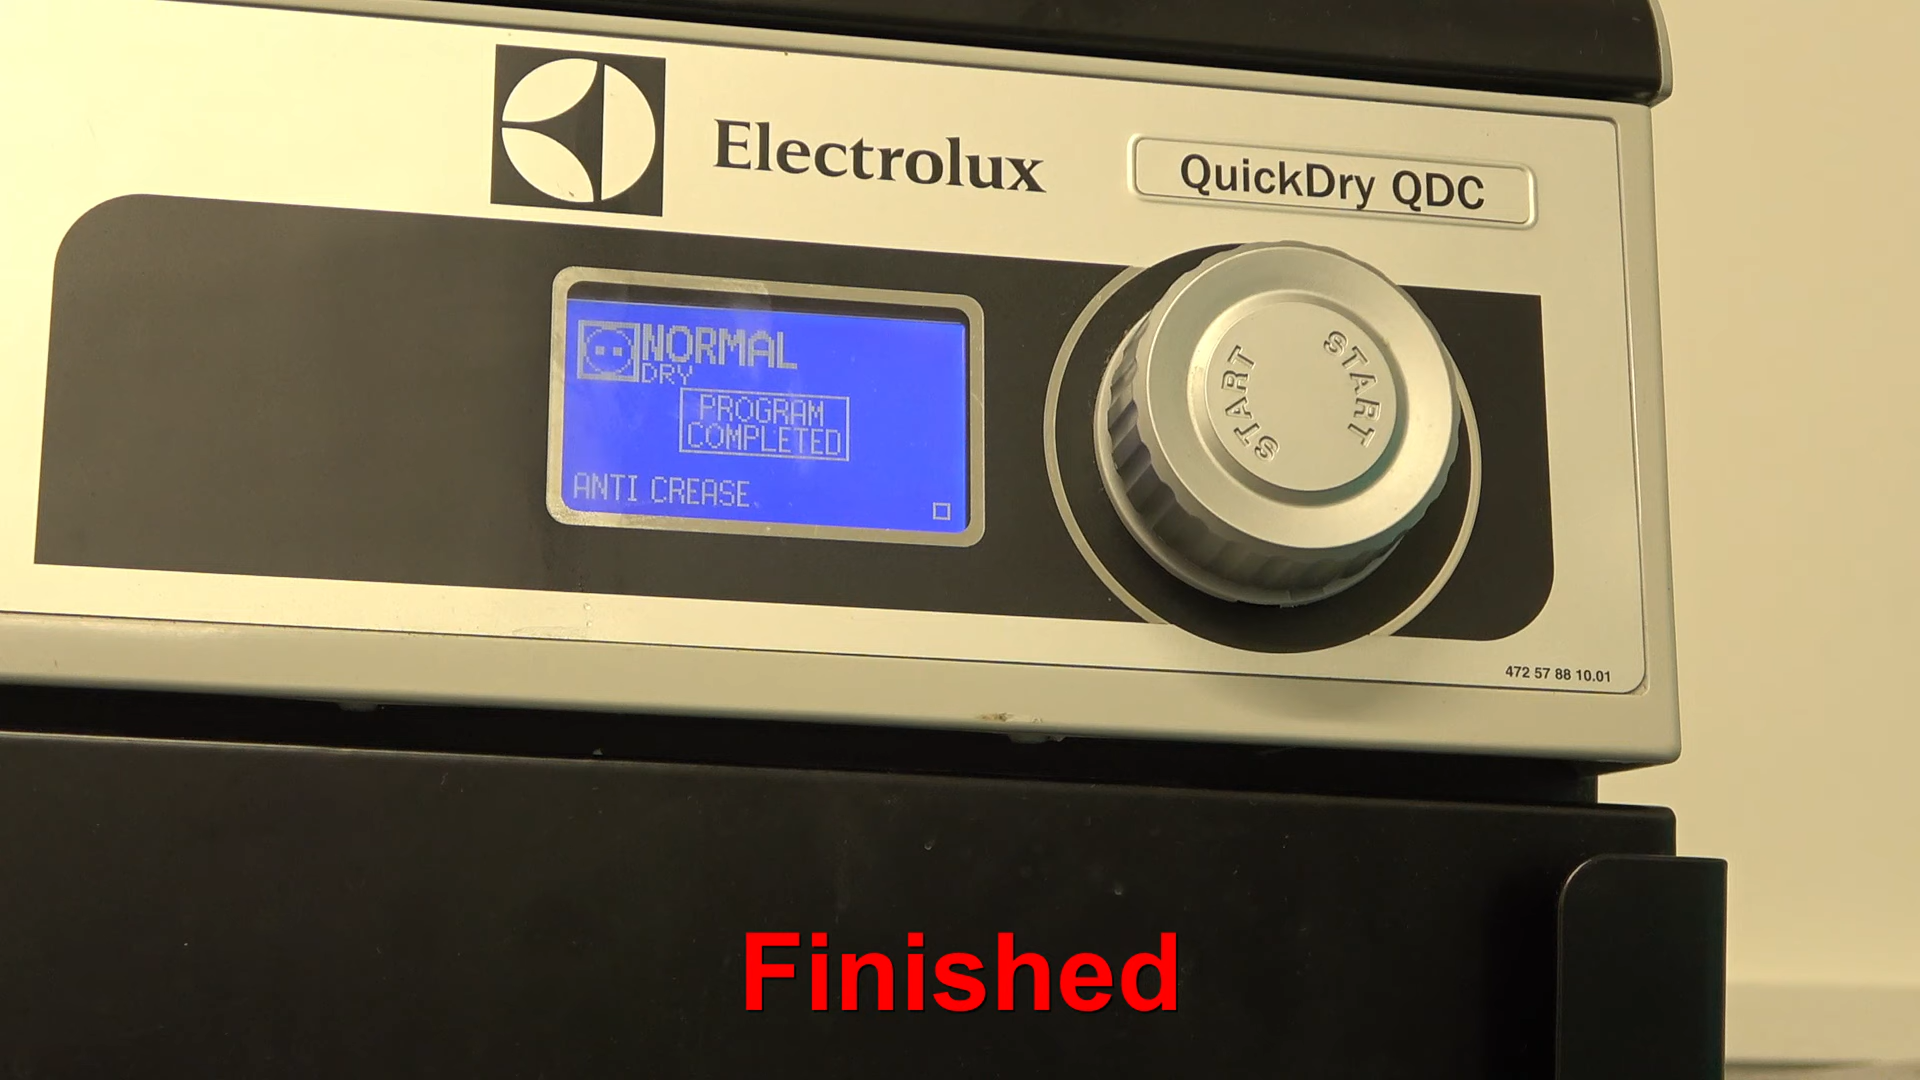 Electrolux
QuickDry QDC
NORMAL
DRY
PROGRAM
COMPLETED
ANTI CREASE
START
START
472 57 88 10.01
Finished